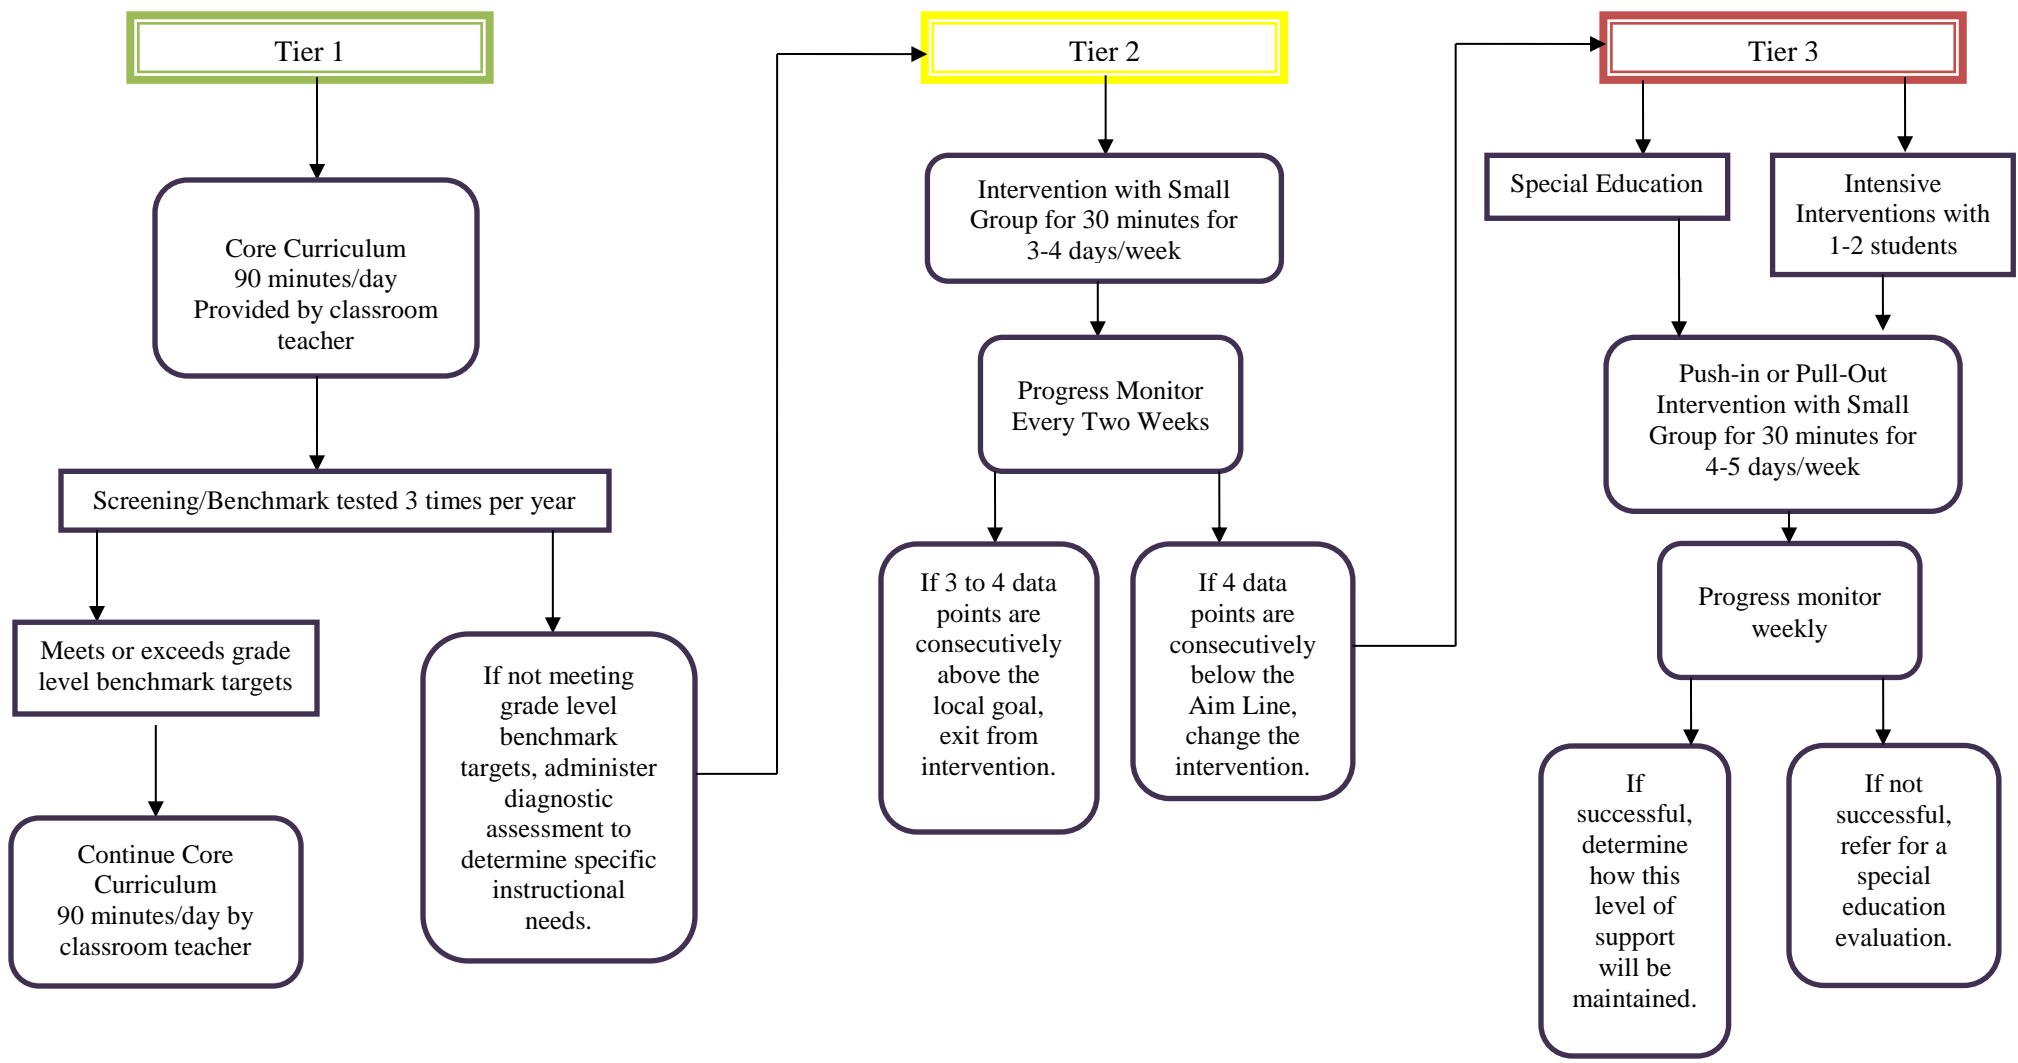 Tier 1
Core Curriculum
90 minutes/day
Provided by classroom
teacher
Screening/Benchmark tested 3 times per year
Meets or exceeds grade
level benchmark targets
Continue Core
Curriculum
90 minutes/day by
classroom teacher
If not meeting
grade level
benchmark
targets, administer
diagnostic
assessment to
determine specific
instructional
needs.
Tier 2
Intervention with Small
Group for 30 minutes for
3-4 days/week
Progress Monitor
Every Two Weeks
If 3 to 4 data
points are
consecutively
above the
local goal,
exit from
intervention.
If 4 data
points are
consecutively
below the
Aim Line,
change the
intervention.
Tier 3
Special Education
Intensive
Interventions with
1-2 students
Push-in or Pull-Out
Intervention with Small
Group for 30 minutes for
4-5 days/week
Progress monitor
weekly
If
successful,
determine
how this
level of
support
will be
maintained.
If not
successful,
refer for a
special
education
evaluation.